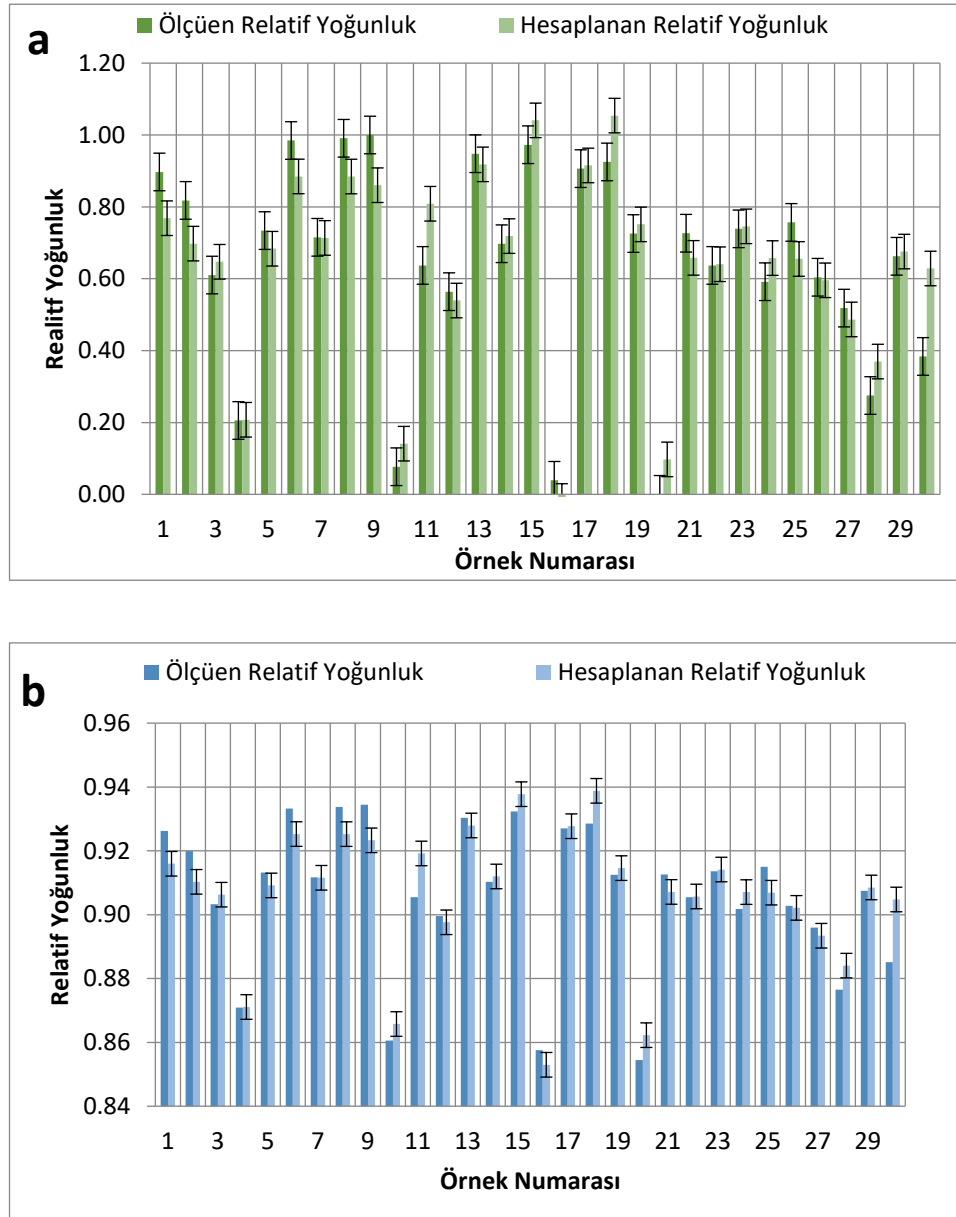 a
Ölçüen Relatif Yoğunluk Hesaplanan Relatif Yoğunluk
Realitf Yoğunluk
1.20
1.00
0.80
0.60
0.40
0.20
0.00
1 3 5 7 9 11 13 15 17 19 21 23 25 27 29
Örnek Numarası
b
Ölçüen Relatif Yoğunluk Hesaplanan Relatif Yoğunluk
Relatif Yoğunluk
0.96
0.94
0.92
0.90
0.88
0.86
0.84
1 3 5 7 9 11 13 15 17 19 21 23 25 27 29
Örnek Numarası